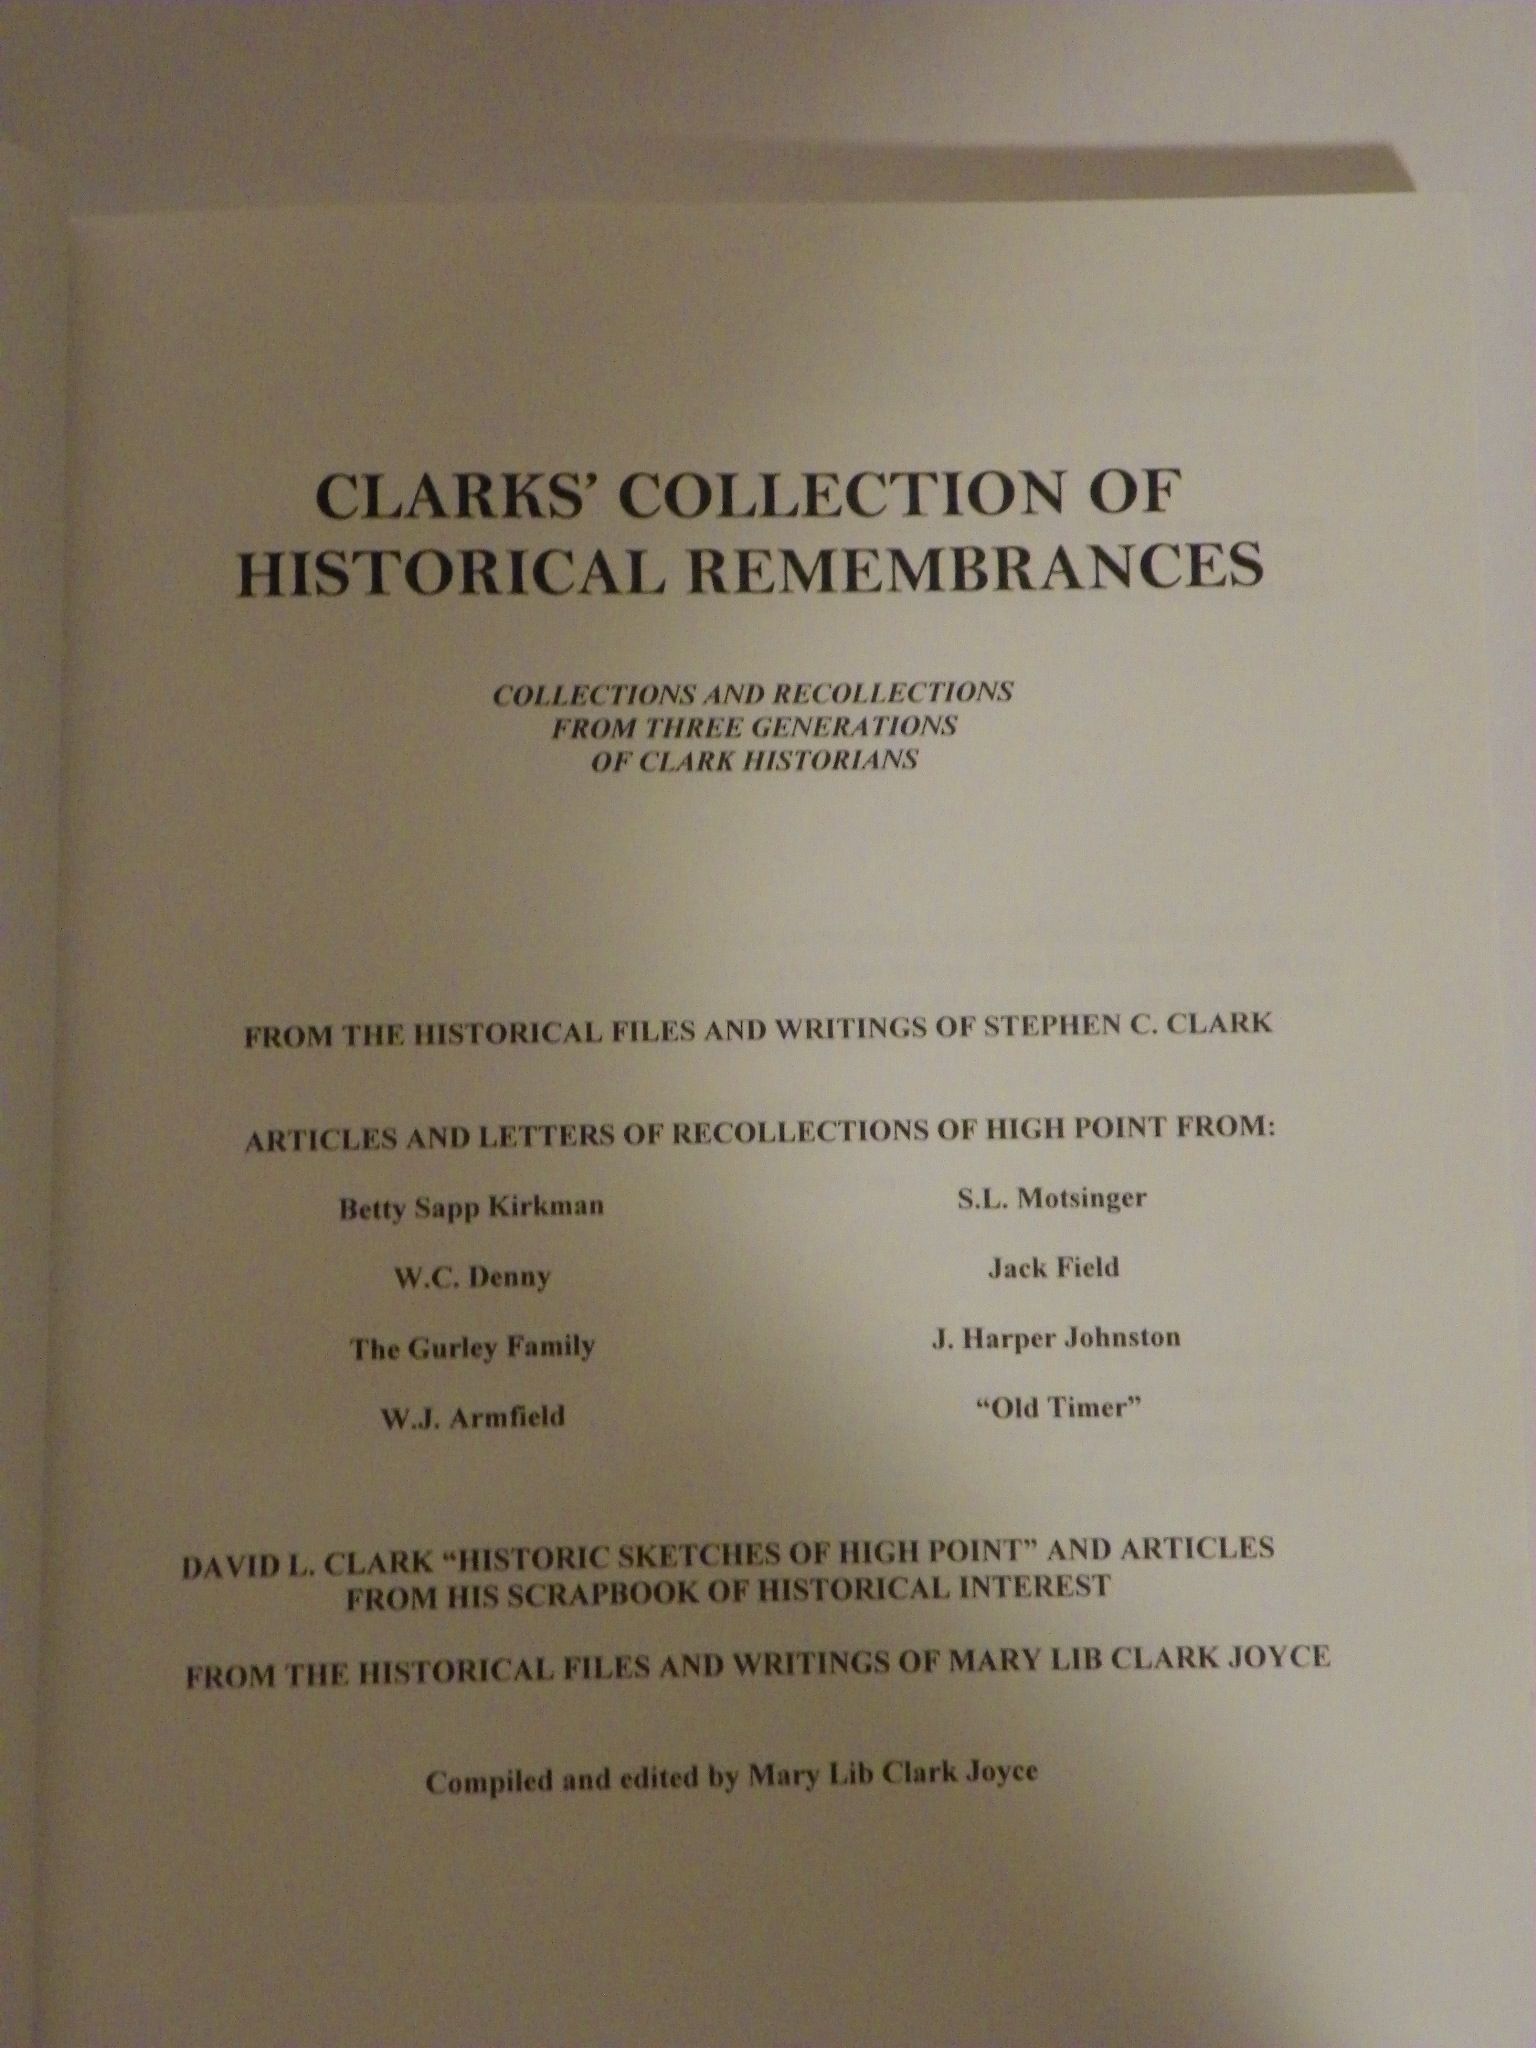 CLARKS' COLLECTION OF
HISTORICAL REMEMBRANCES
COLLECTIONS AND RECOLLECTIONS
FROM THREE GENERATIONS
OF CLARK HISTORIANS
FROM THE HISTORICAL FILES AND WRITINGS OF STEPHEN C. CLARK
ARTICLES AND LETTERS OF RECOLLECTIONS OF HIGH POINT FROM:
Betty Sapp Kirkman
S.L. Motsinger
W.C. Denny
Jack Field
The Gurley Family
J. Harper Johnston
W.J. Armfield
“Old Timer”
DAVID L. CLARK “HISTORIC SKETCHES OF HIGH POINT” AND ARTICLES
FROM HIS SCRAPBOOK OF HISTORICAL INTEREST
FROM THE HISTORICAL FILES AND WRITINGS OF MARY LIB CLARK JOYCE
Compiled and edited by Mary Lib Clark Joyce